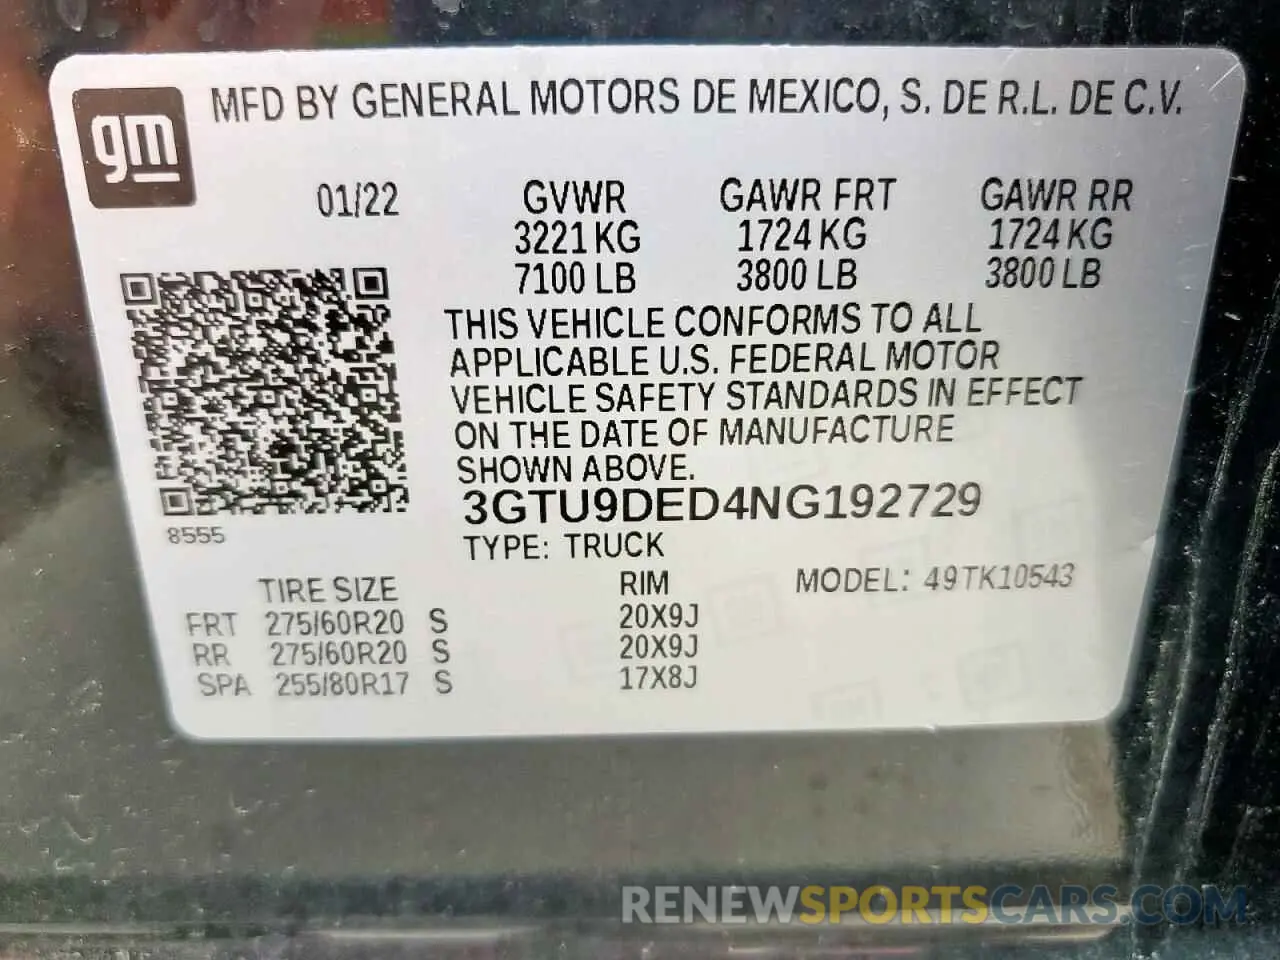 gm
MFD BY GENERAL MOTORS DE MEXICO, S. DE R.L. DE C.V.
01/22 GVWR GAWR FRT GAWR RR
3221 KG 1724 KG 1724 KG
7100 LB 3800 LB 3800 LB
THIS VEHICLE CONFORMS TO ALL
APPLICABLE U.S. FEDERAL MOTOR
VEHICLE SAFETY STANDARDS IN EFFECT
ON THE DATE OF MANUFACTURE
SHOWN ABOVE.
3GTU9DED4NG192729
8555
TYPE: TRUCK
TIRE SIZE RIM MODEL: 49TK10543
FRT 275/60R20 S 20X9J
RR 275/60R20 S 20X9J
SPA 255/80R17 S 17X8J
RENEWSPORTSCARS.COM